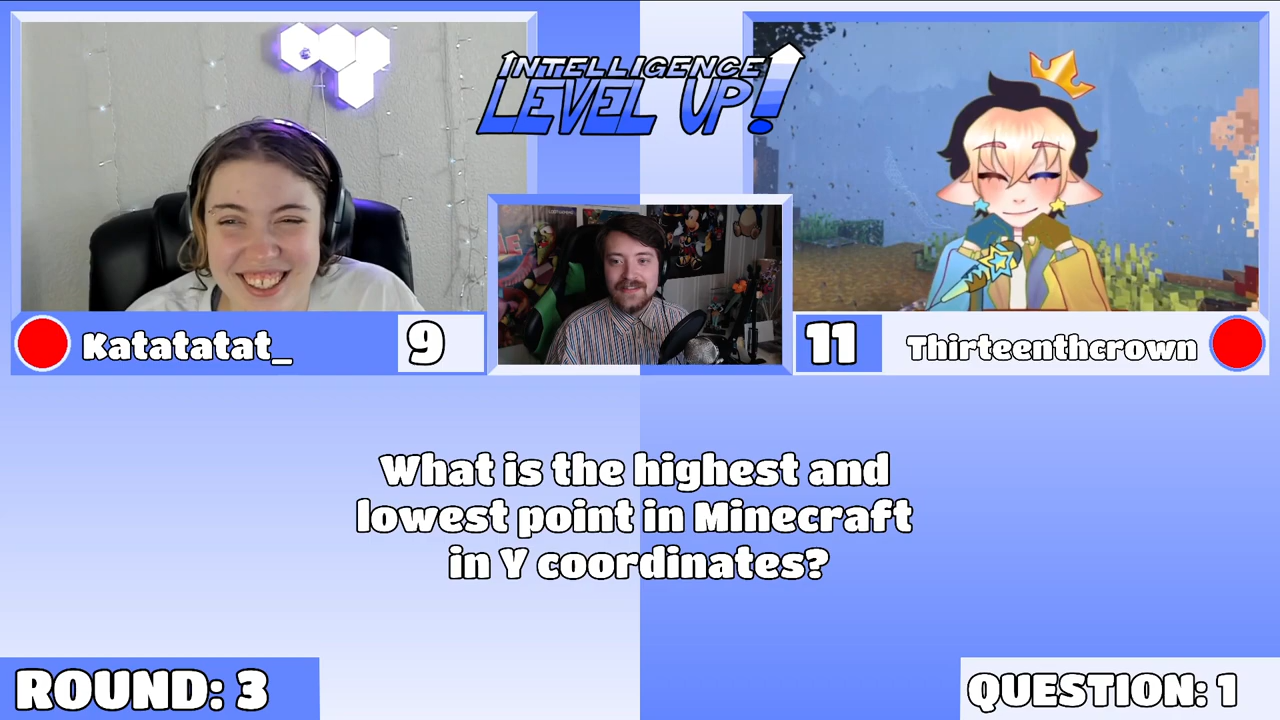 INTELLIGENCE
LEVEL UP!
Katatatat_
9
11
Thirteenthcrown
What is the highest and
lowest point in Minecraft
in Y coordinates?
ROUND: 3
QUESTION: 1